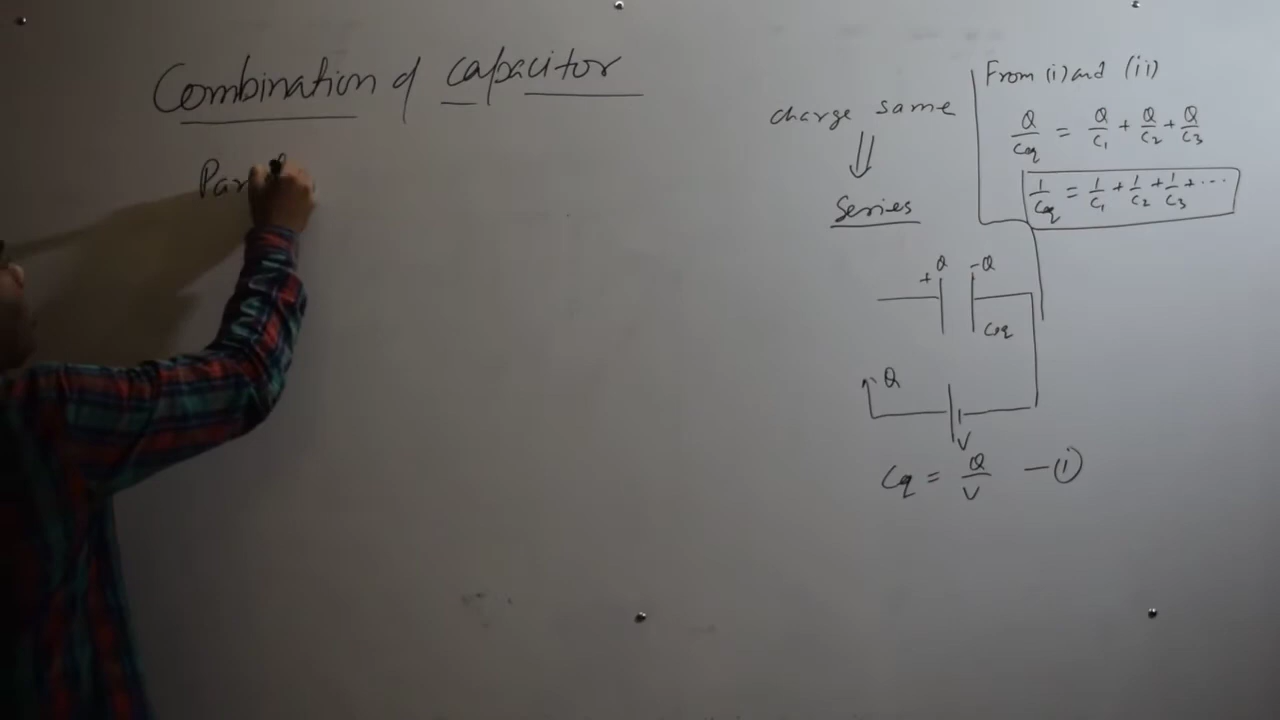 Combination of capacitor
Par
charge same
⇓
Series
+Q -Q
Ceq
Q
V
Cq = Q/V - (i)
From (i) and (ii)
Q/Ceq = Q/C1 + Q/C2 + Q/C3
1/Ceq = 1/C1 + 1/C2 + 1/C3 + ...